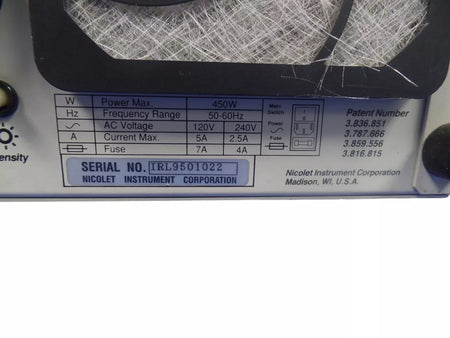 W Power Max. 450W
Hz Frequency Range 50-60Hz
AC Voltage 120V 240V
A Current Max. 5A 2.5A
Fuse 7A 4A
Main Switch
Power
Fuse
Patent Number
3.836.851
3.787.666
3.859.556
3.816.815
ensity
SERIAL NO. IRL9501022
NICOLET INSTRUMENT CORPORATION
Nicolet Instrument Corporation
Madison, WI, U.S.A.